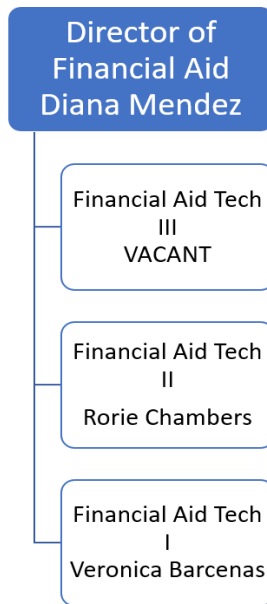 Director of
Financial Aid
Diana Mendez
Financial Aid Tech
III
VACANT
Financial Aid Tech
II
Rorie Chambers
Financial Aid Tech
I
Veronica Barcenas